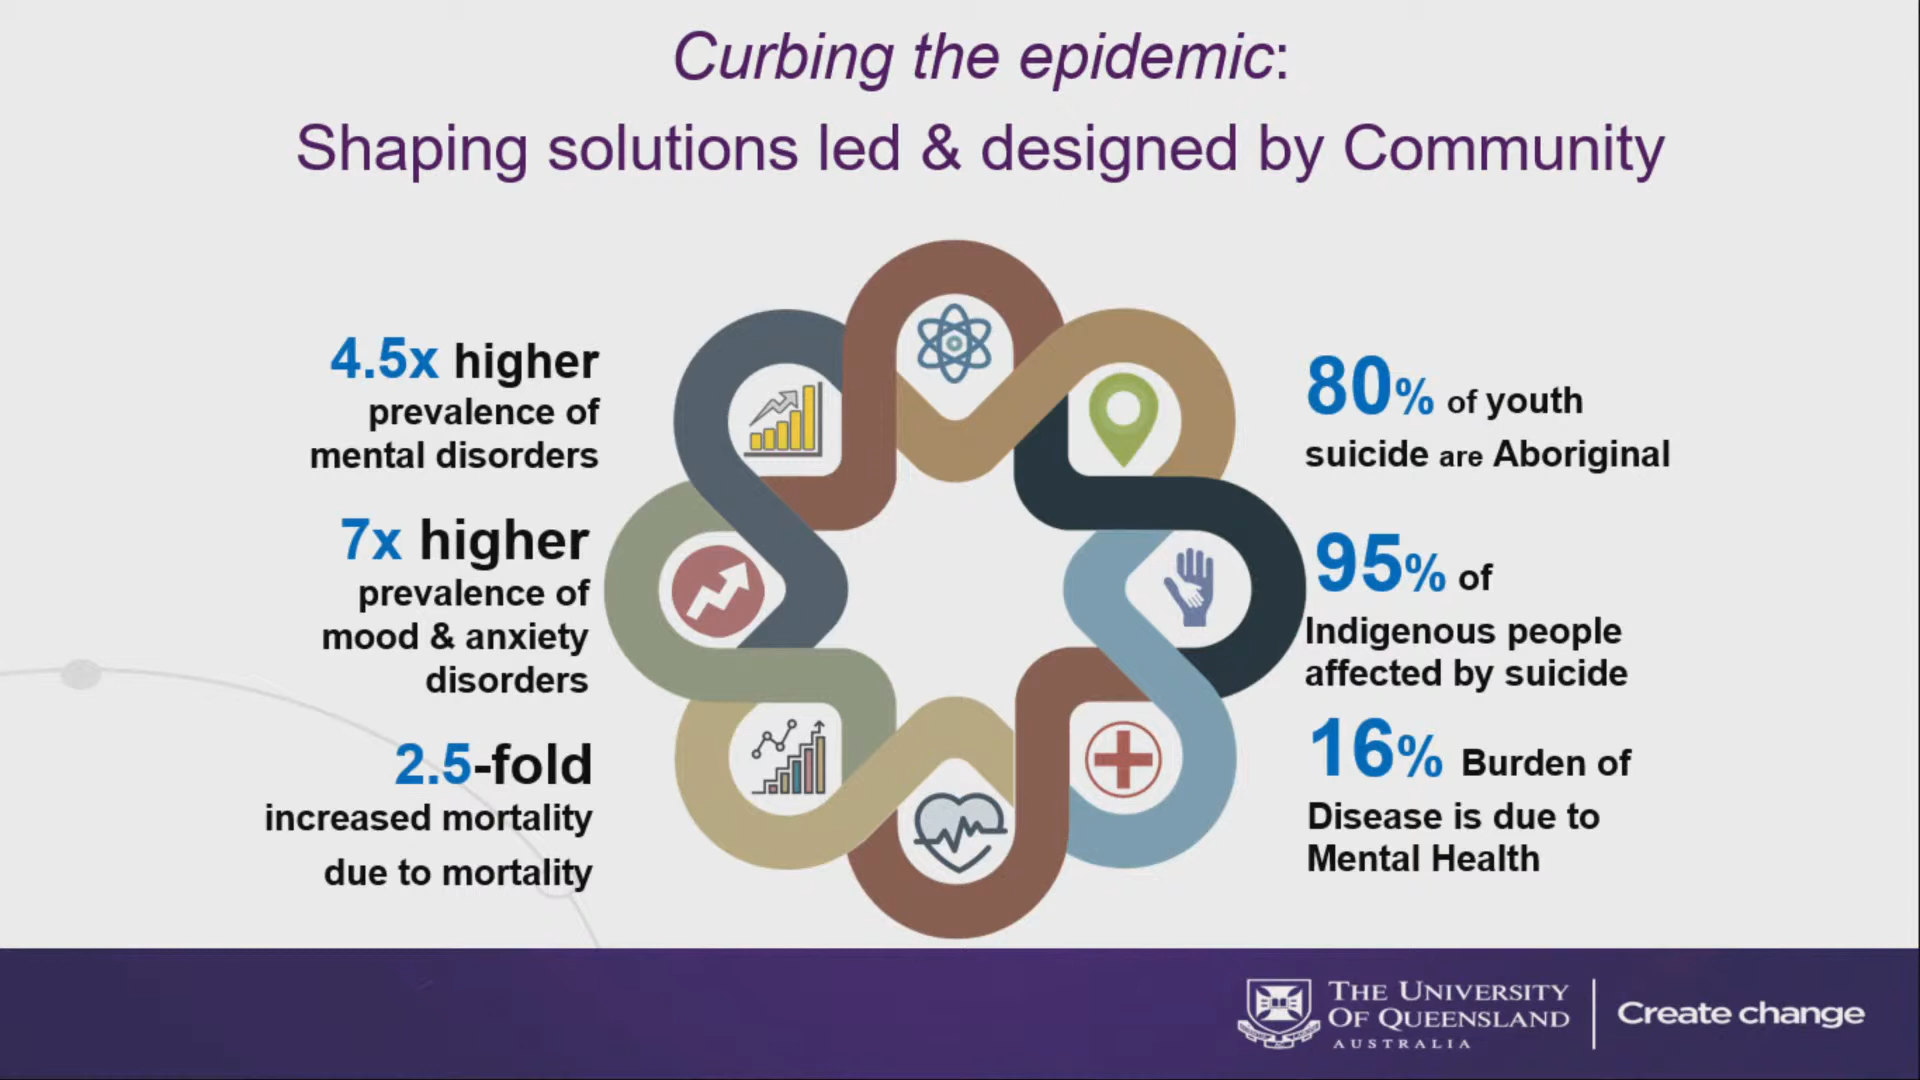 Curbing the epidemic:
Shaping solutions led & designed by Community
4.5x higher
prevalence of
mental disorders
7x higher
prevalence of
mood & anxiety
disorders
2.5-fold
increased mortality
due to mortality
80% of youth
suicide are Aboriginal
95% of
Indigenous people
affected by suicide
16% Burden of
Disease is due to
Mental Health
THE UNIVERSITY
OF QUEENSLAND
AUSTRALIA
Create change